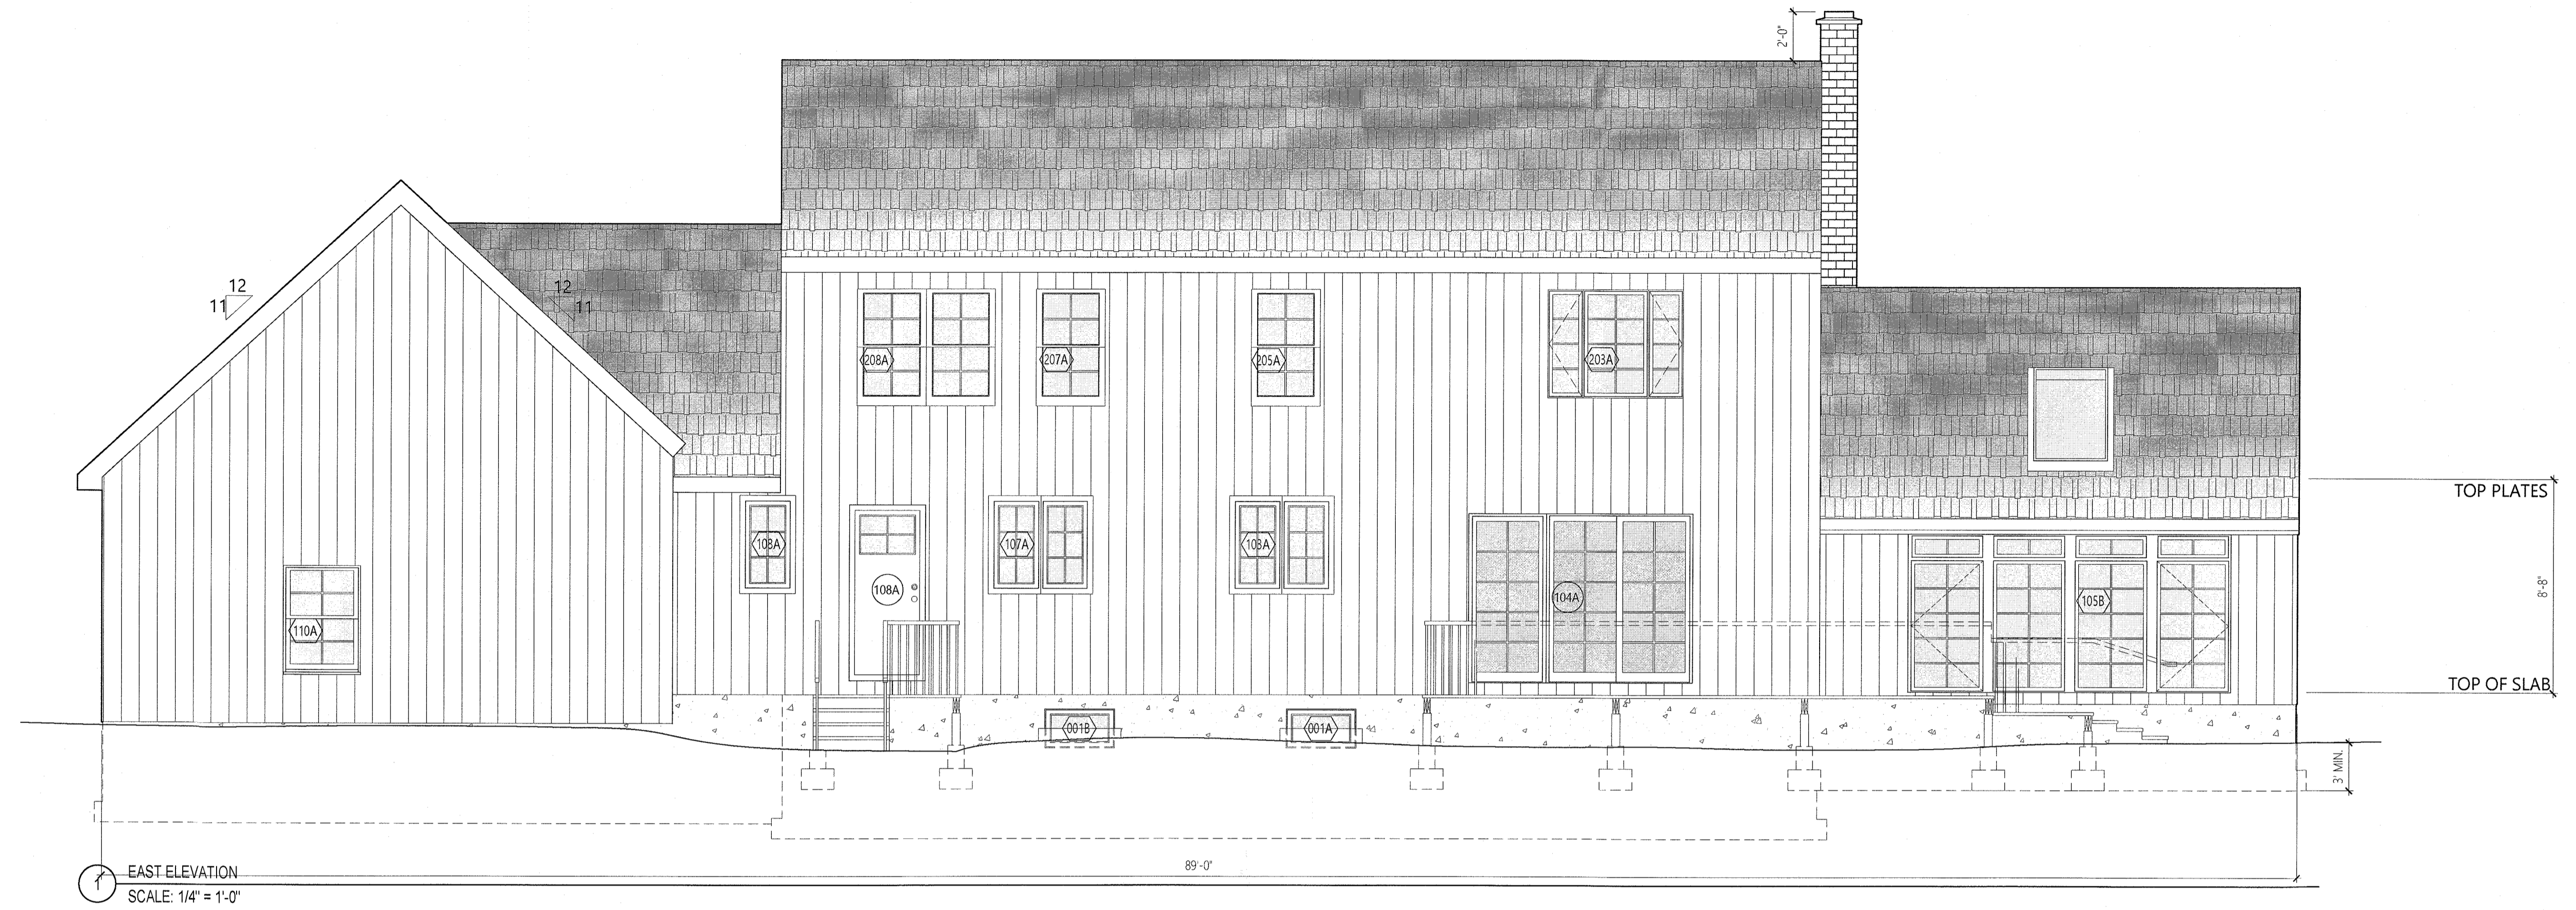 2'-0"
12
11
12
11
208A
207A
205A
203A
TOP PLATES
108A
107A
103A
108A
104A
105B
8'-8"
110A
TOP OF SLAB
001B
001A
3' MIN.
89'-0"
1
EAST ELEVATION
SCALE: 1/4" = 1'-0"